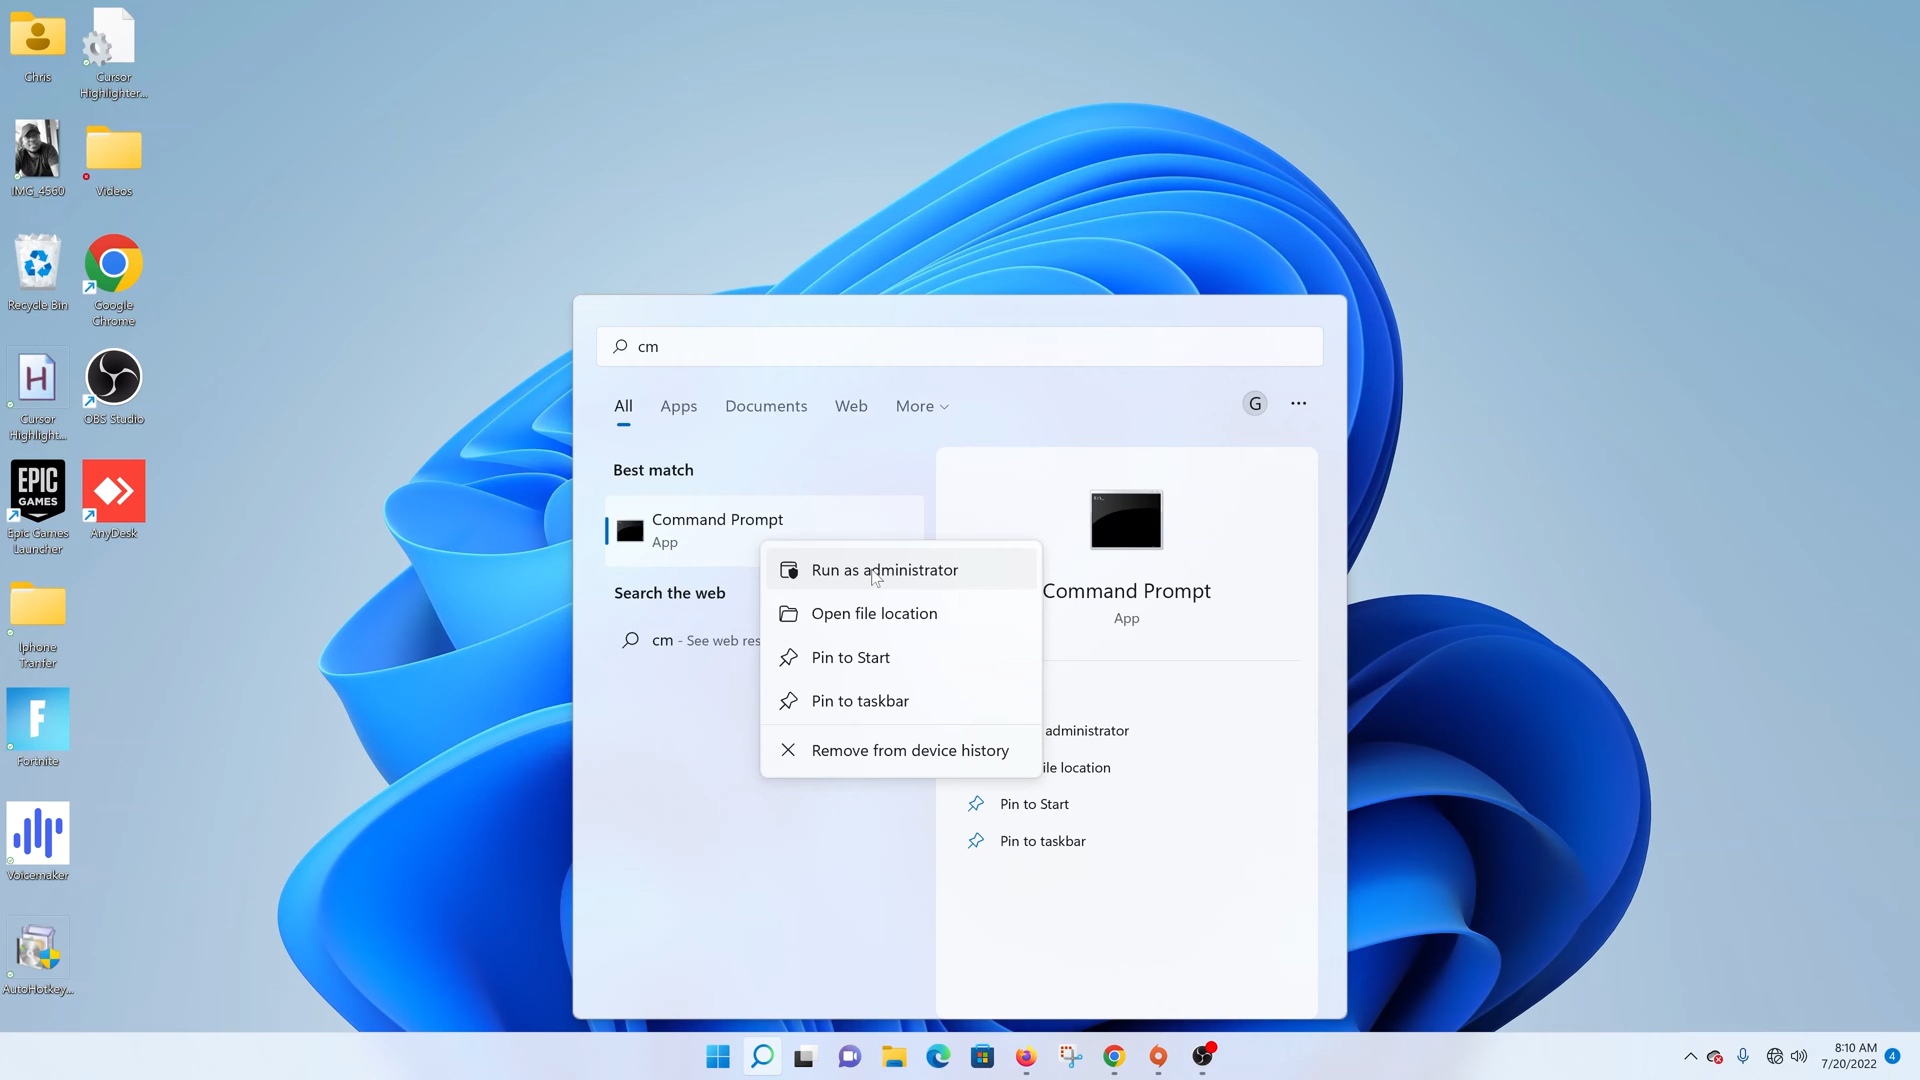 Chris
Cursor
Highlighter...
IMG_4560
Videos
Recycle Bin
Google
Chrome
H
Cursor
Highlight...
OBS Studio
EPIC
GAMES
Epic Games
Launcher
AnyDesk
Iphone
Tranfer
F
Fortnite
Voicemaker
AutoHotkey...
cm
All
Apps
Documents
Web
More
G
Best match
Command Prompt
App
Search the web
cm - See web res
Run as administrator
Open file location
Pin to Start
Pin to taskbar
Remove from device history
Command Prompt
App
administrator
ile location
Pin to Start
Pin to taskbar
8:10 AM
7/20/2022
4